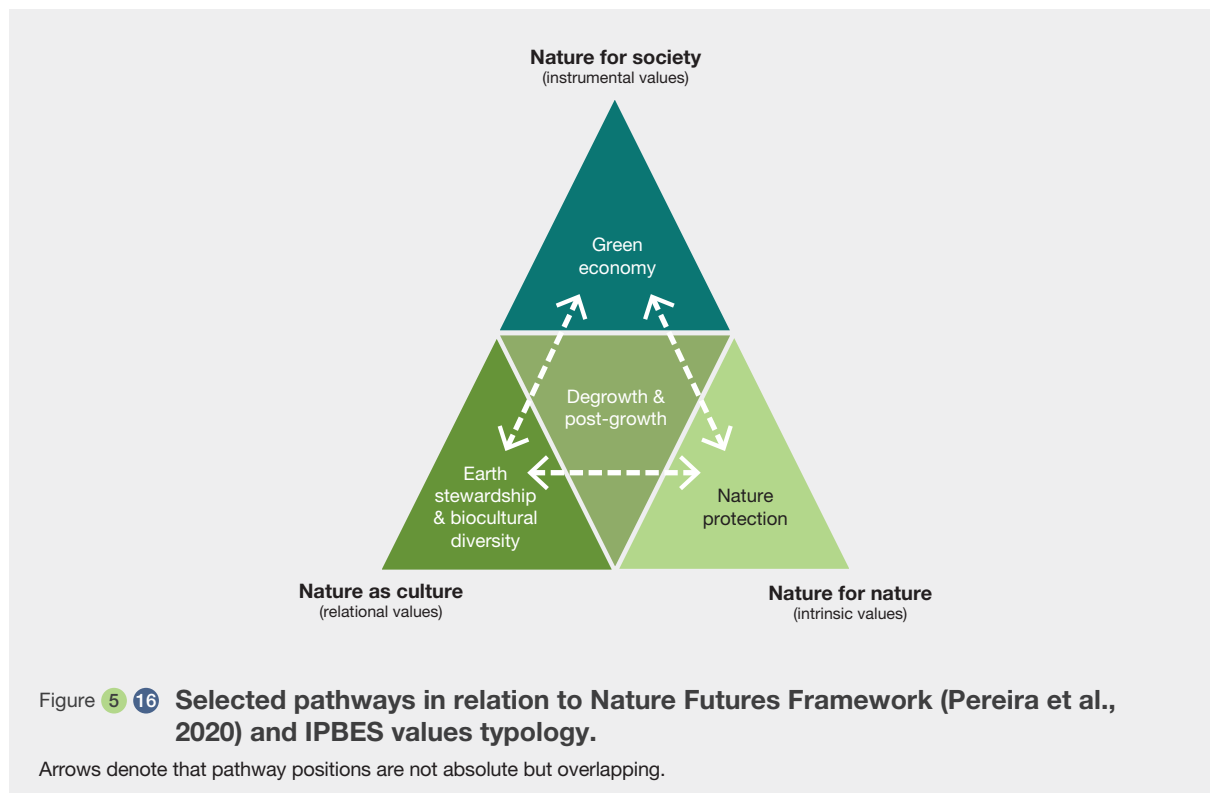 Nature for society
(instrumental values)
Green
economy
Degrowth &
post-growth
Earth
stewardship
& biocultural
diversity
Nature
protection
Nature as culture
(relational values)
Nature for nature
(intrinsic values)
Figure 5 16 Selected pathways in relation to Nature Futures Framework (Pereira et al.,
2020) and IPBES values typology.
Arrows denote that pathway positions are not absolute but overlapping.